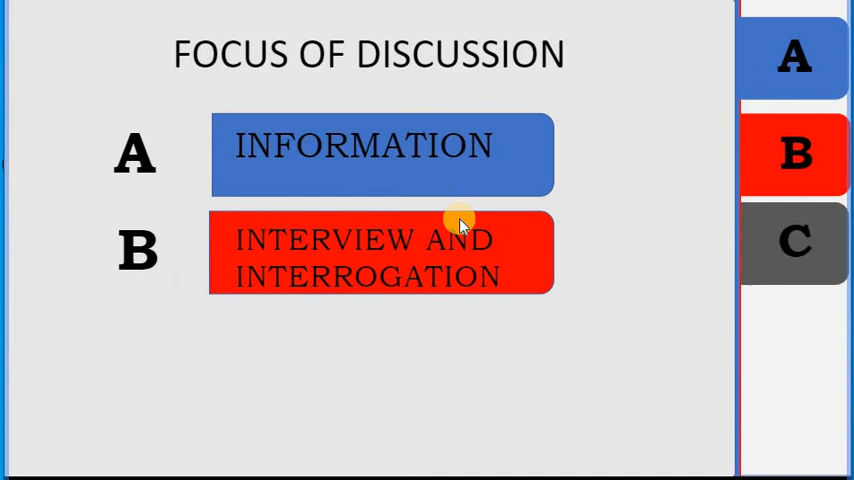 FOCUS OF DISCUSSION
A
INFORMATION
B
INTERVIEW AND
INTERROGATION
A
B
C